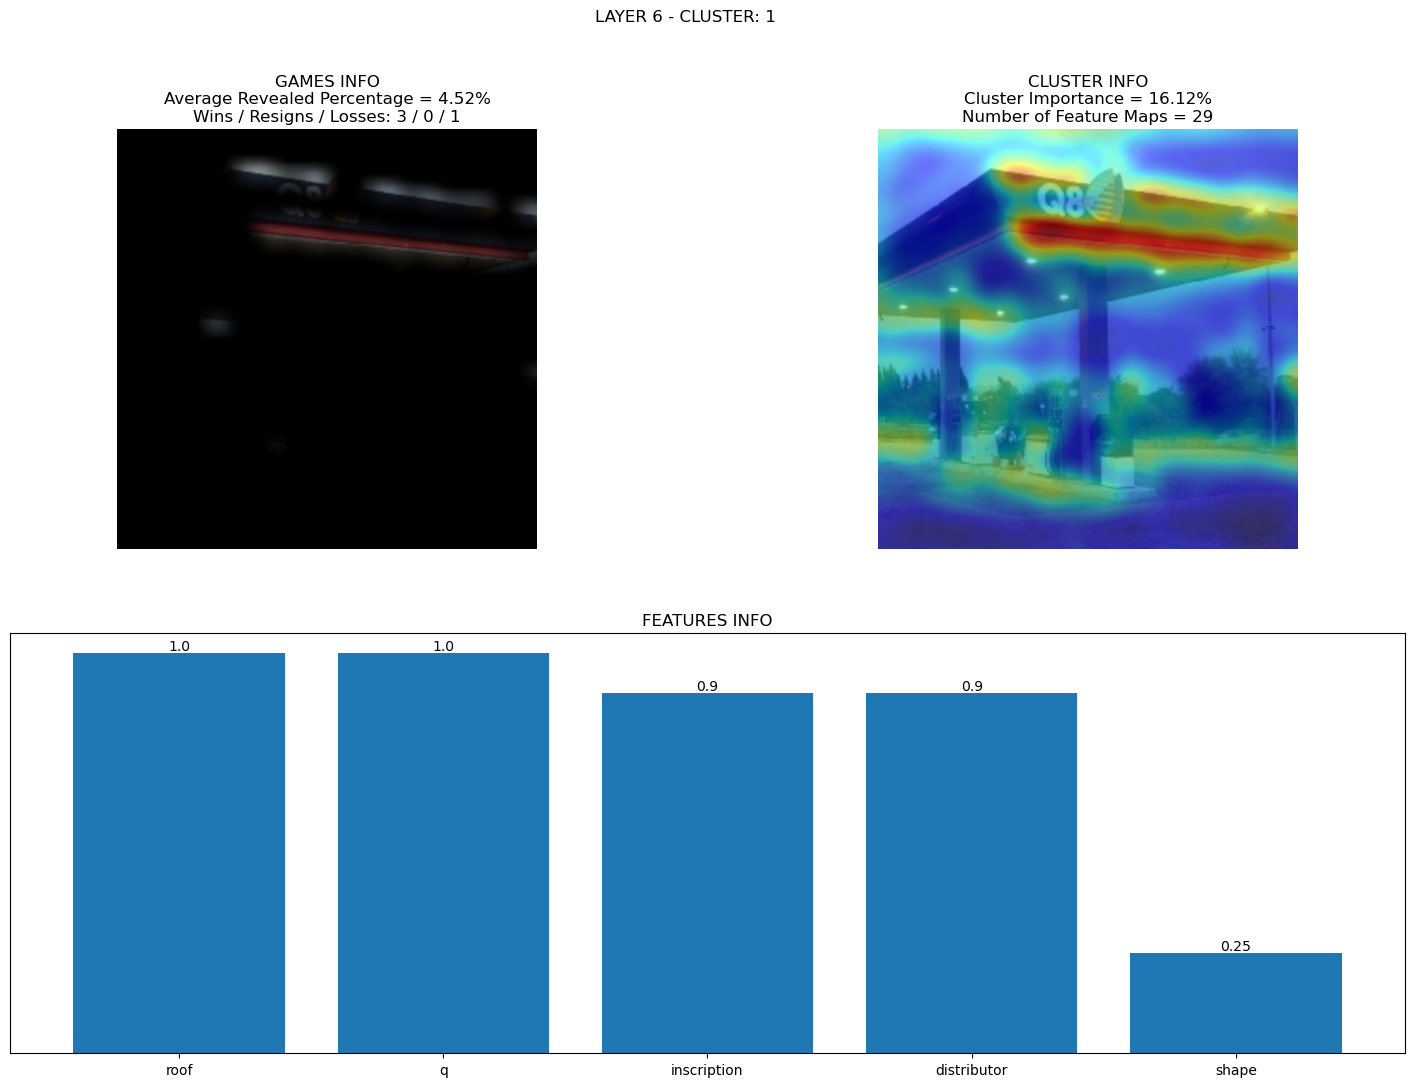 LAYER 6 - CLUSTER: 1
GAMES INFO
Average Revealed Percentage = 4.52%
Wins / Resigns / Losses: 3 / 0 / 1
Q8
CLUSTER INFO
Cluster Importance = 16.12%
Number of Feature Maps = 29
Q8
FEATURES INFO
1.0
1.0
0.9
0.9
0.25
roof
q
inscription
distributor
shape